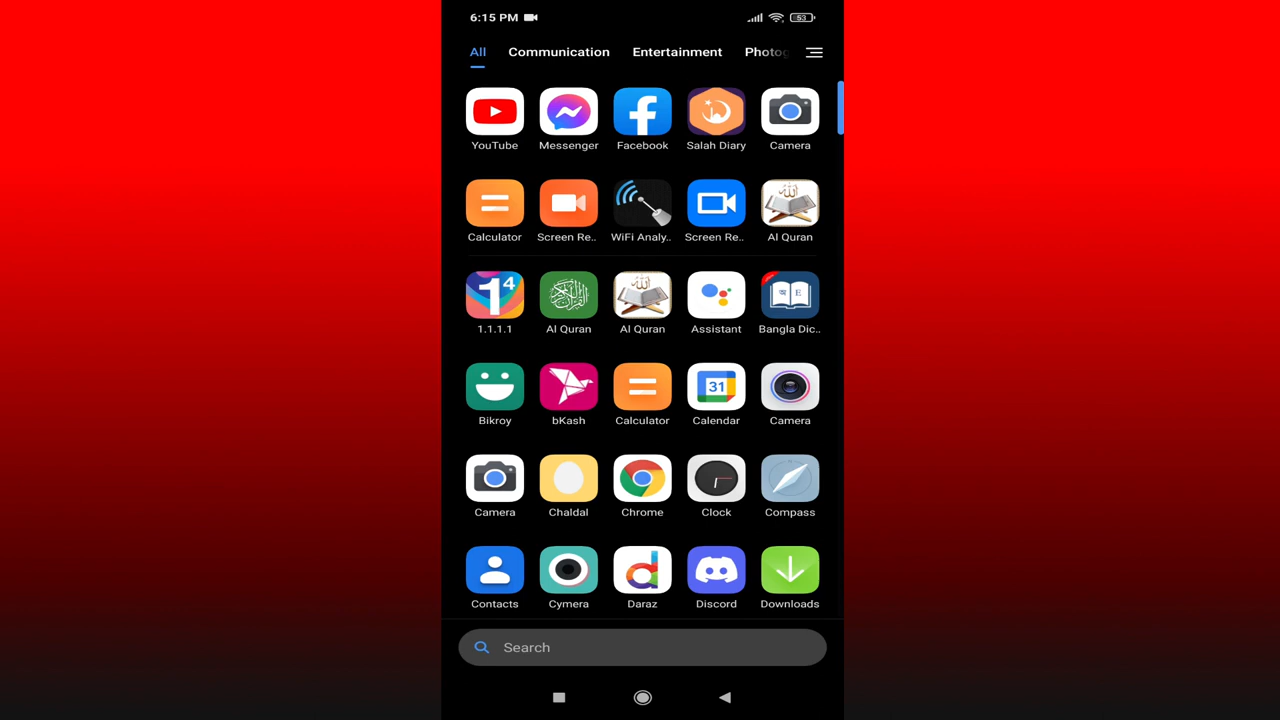 6:15 PM 53
All Communication Entertainment Photog
YouTube Messenger Facebook Salah Diary Camera
Calculator Screen Re.. WiFi Analy.. Screen Re.. Al Quran
1.1.1.1 Al Quran Al Quran Assistant Bangla Dic..
Bikroy bKash Calculator Calendar Camera
Camera Chaldal Chrome Clock Compass
Contacts Cymera Daraz Discord Downloads
Search